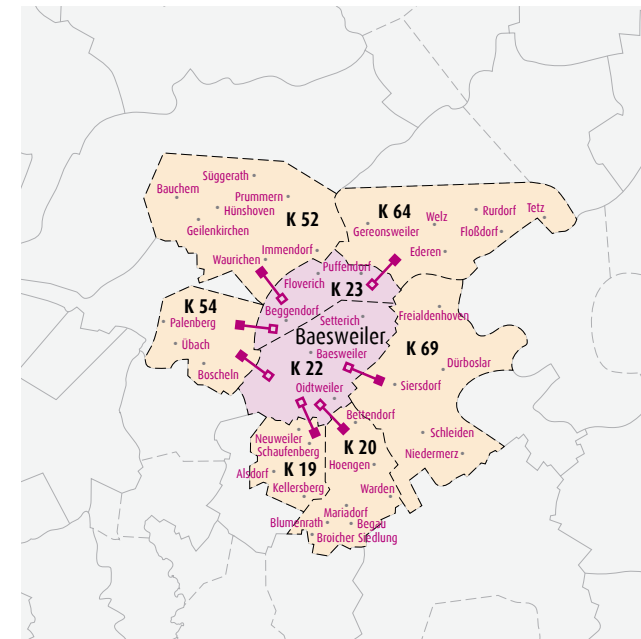 Süggerath
Bauchem
Prummern
Hünshoven
K 52
Geilenkirchen
Immendorf
Waurichen
K 64
Gereonsweiler
Welz
Rurdorf
Tetz
Floßdorf
Ederen
Puffendorf
Floverich
K 23
Beggendorf
Setterich
Baesweiler
Baesweiler
K 22
Oidtweiler
K 54
Palenberg
Übach
Boscheln
Freialdenhoven
K 69
Dürboslar
Siersdorf
Schleiden
Niedermerz
Bettendorf
K 20
Hoengen
Warden
Mariadorf
Begau
Blumenrath
Broicher Siedlung
Neuweiler
Schaufenberg
K 19
Alsdorf
Kellersberg